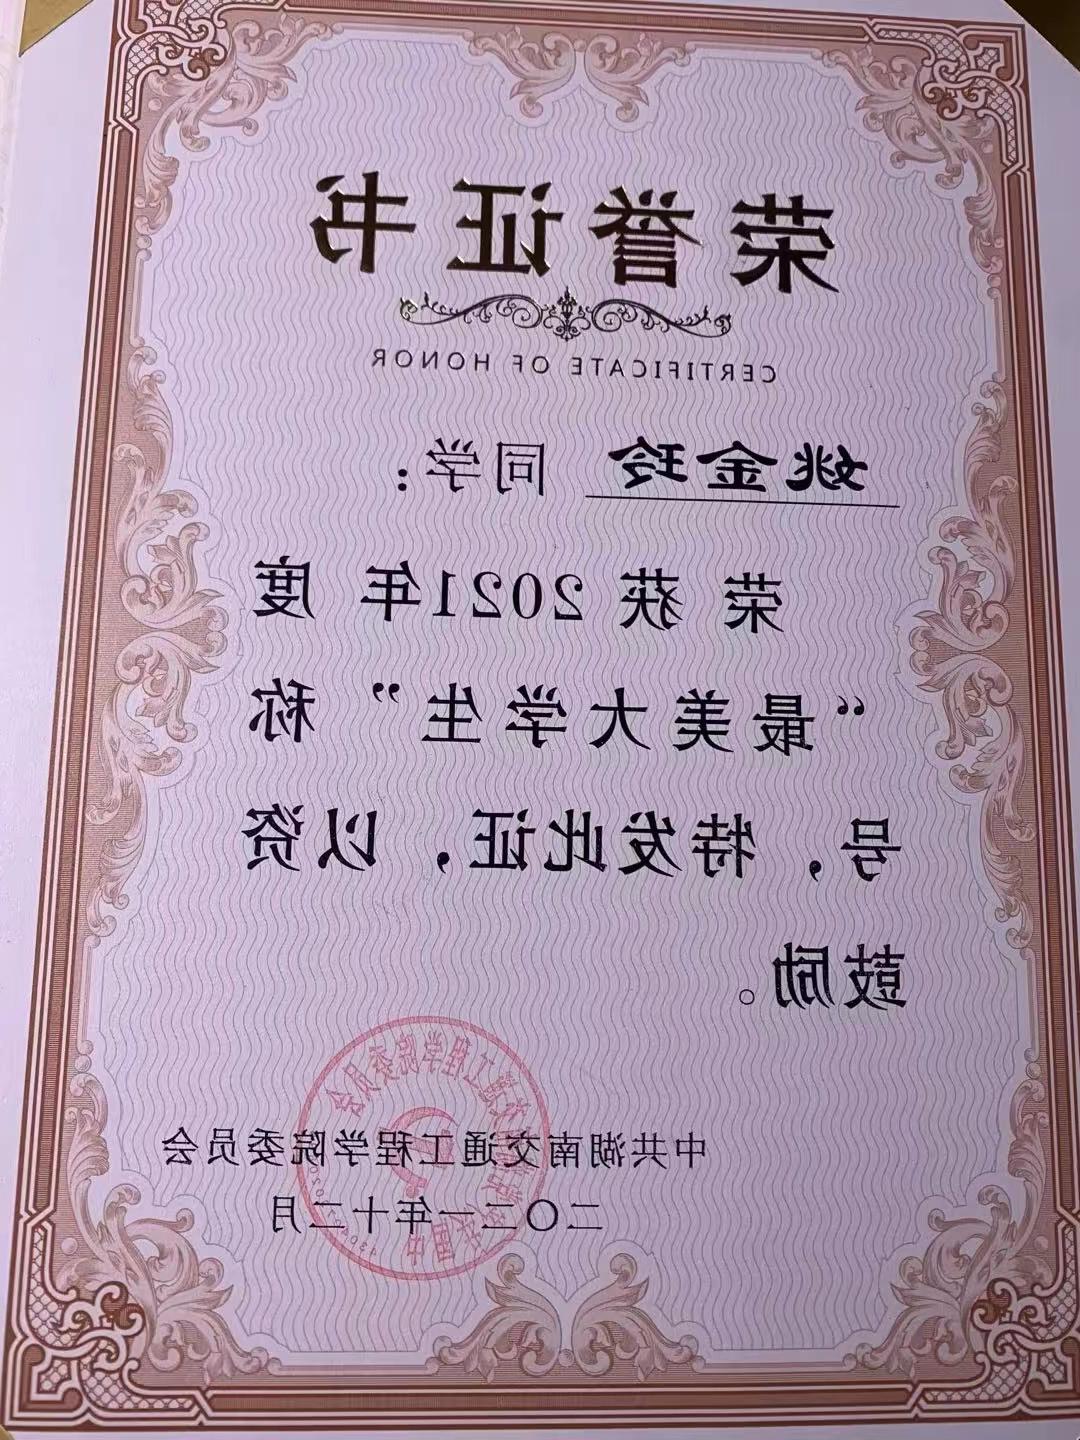 荣誉证书
CERTIFICATE OF HONOR
姚金玲 同学：
荣获2021年度
“最美大学生”称
号，特发此证，以资
鼓励。
中共湖南交通工程学院委员会
二〇二一年十二月